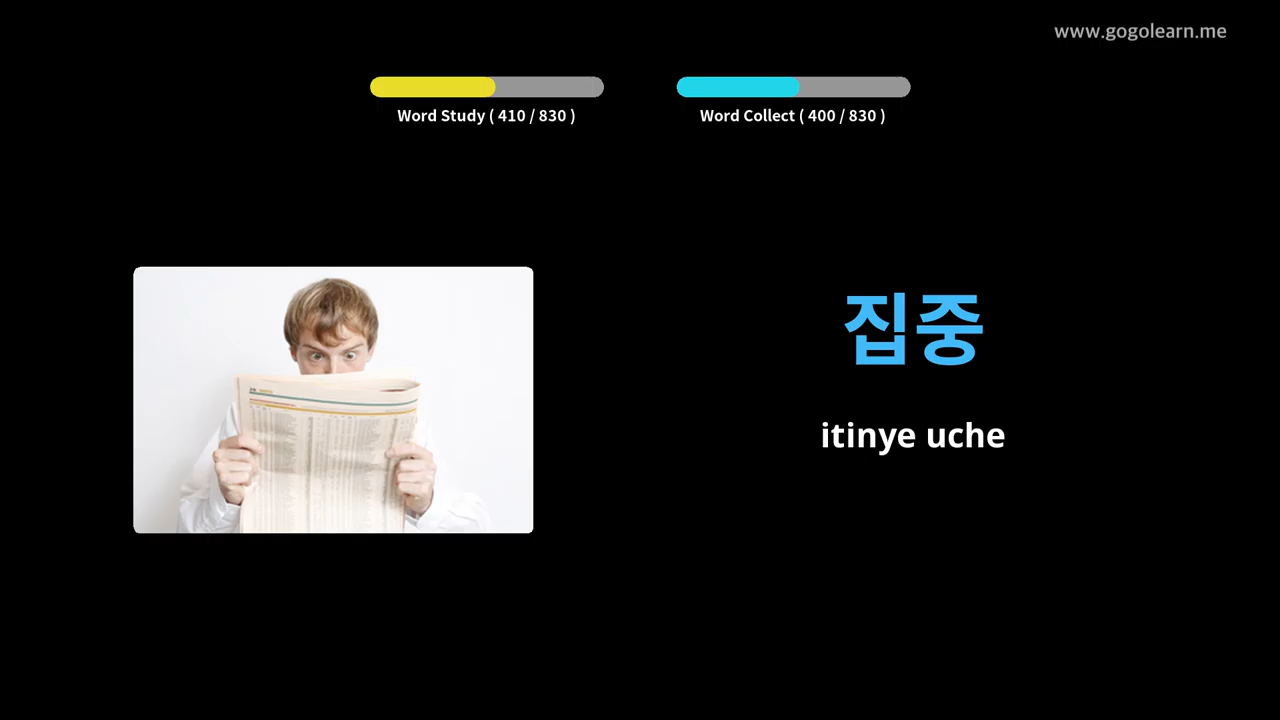 www.gogolearn.me
Word Study ( 410 / 830 )
Word Collect ( 400 / 830 )
집중
itinye uche